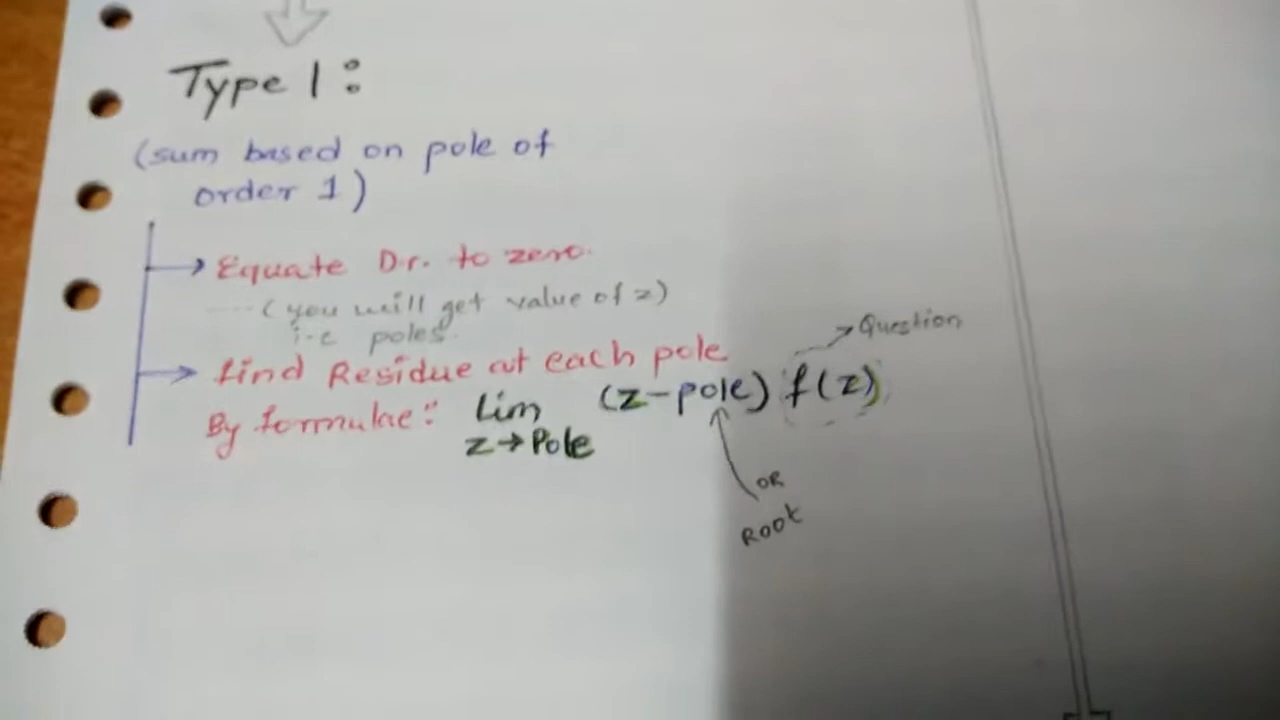 Type 1:
(sum based on pole of
order 1)
Equate Dr. to zero.
(you will get value of z)
i.e poles.
→ Question
find Residue at each pole
By formulae: Lim (z-pole) f(z)
z→Pole
OR
ROOt